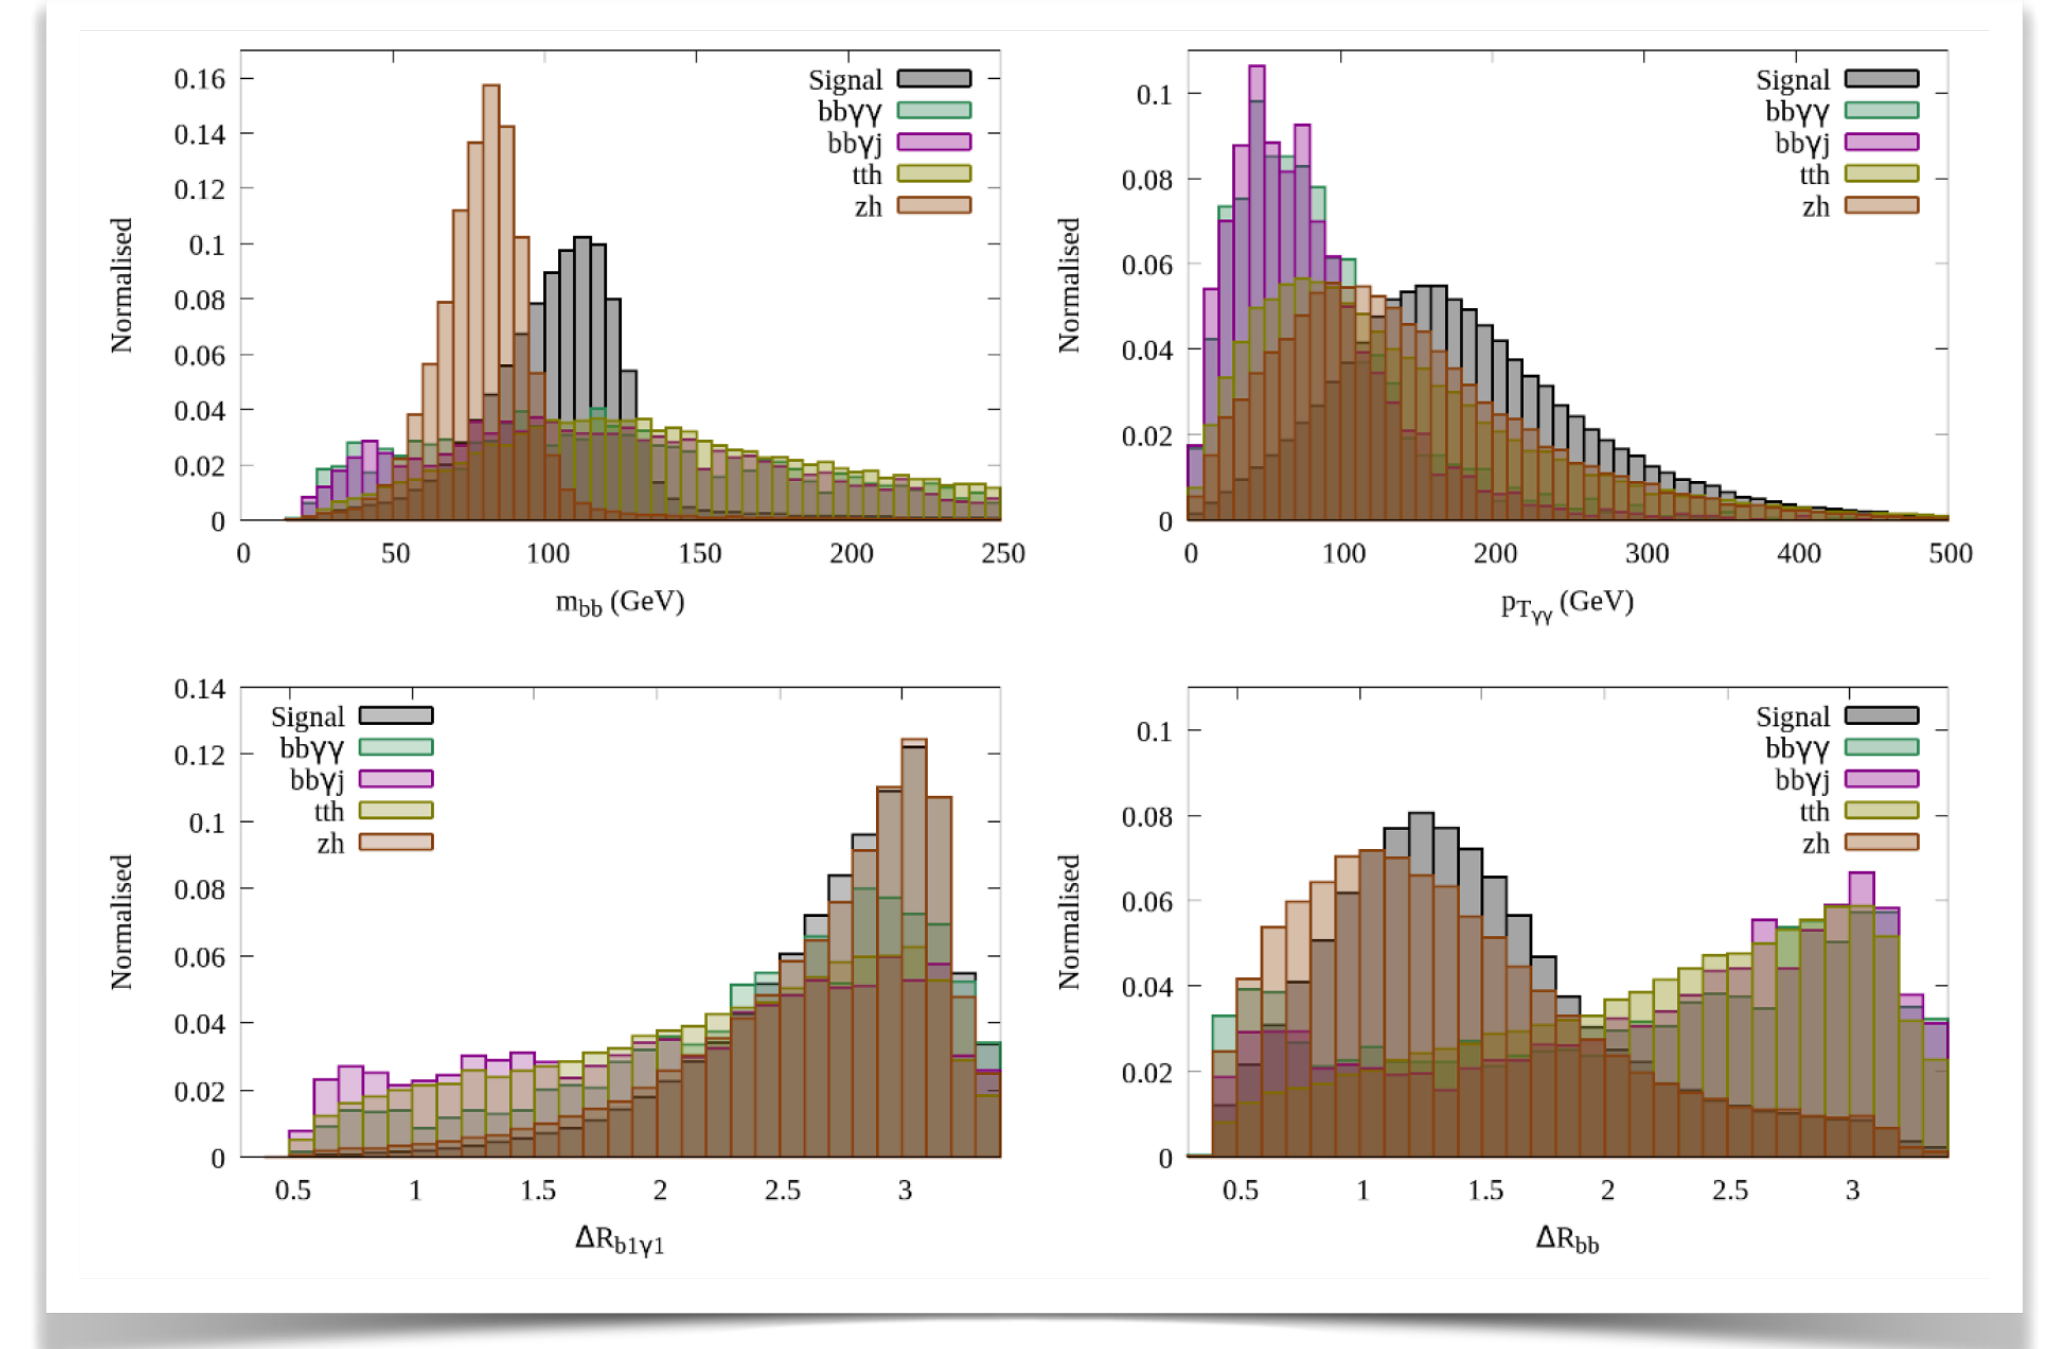 0.16
0.14
0.12
0.1
0.08
0.06
0.04
0.02
0
Normalised
Signal
bbγγ
bbγj
tth
zh
0 50 100 150 200 250
m_bb (GeV)
0.1
0.08
0.06
0.04
0.02
0
Normalised
Signal
bbγγ
bbγj
tth
zh
0 100 200 300 400 500
p_Tγγ (GeV)
0.14
0.12
0.1
0.08
0.06
0.04
0.02
0
Normalised
Signal
bbγγ
bbγj
tth
zh
0.5 1 1.5 2 2.5 3
ΔR_b1γ1
0.1
0.08
0.06
0.04
0.02
0
Normalised
Signal
bbγγ
bbγj
tth
zh
0.5 1 1.5 2 2.5 3
ΔR_bb